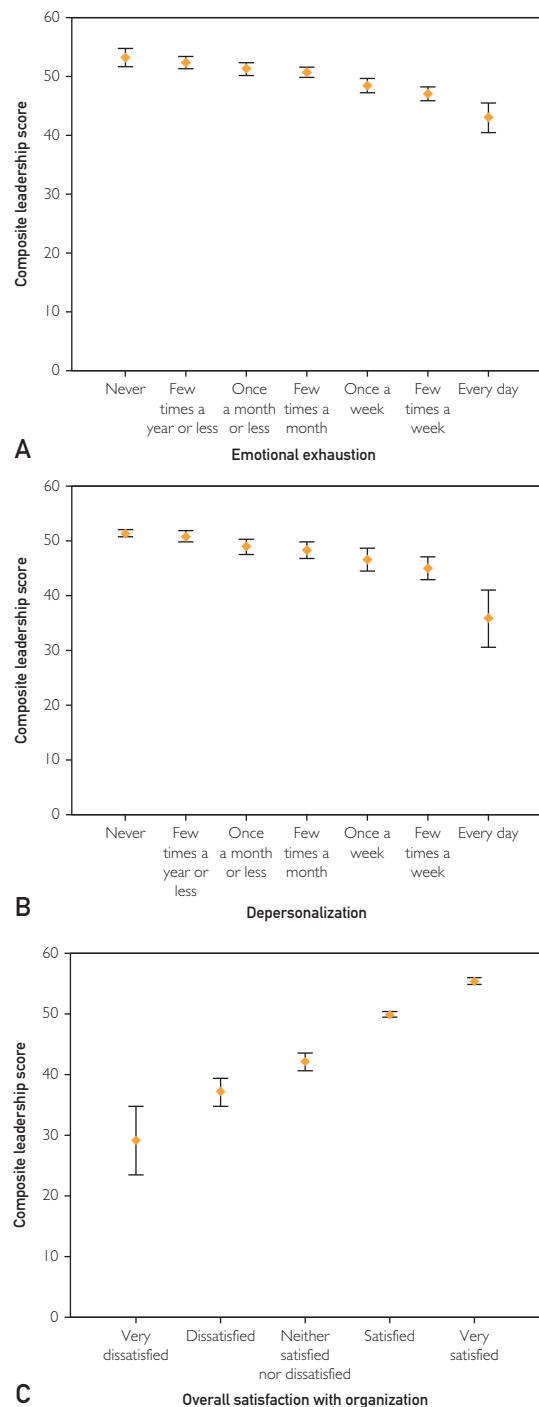 60
50
40
30
20
10
0
Composite leadership score
Never
Few
times a
year or less
Once
a month
or less
Few
times a
month
Once a
week
Few
times a
week
Every day
A
Emotional exhaustion
60
50
40
30
20
10
0
Composite leadership score
Never
Few
times a
year or
less
Once
a month
or less
Few
times a
month
Once a
week
Few
times a
week
Every day
B
Depersonalization
60
50
40
30
20
10
0
Composite leadership score
Very
dissatisfied
Dissatisfied
Neither
satisfied
nor dissatisfied
Satisfied
Very
satisfied
C
Overall satisfaction with organization